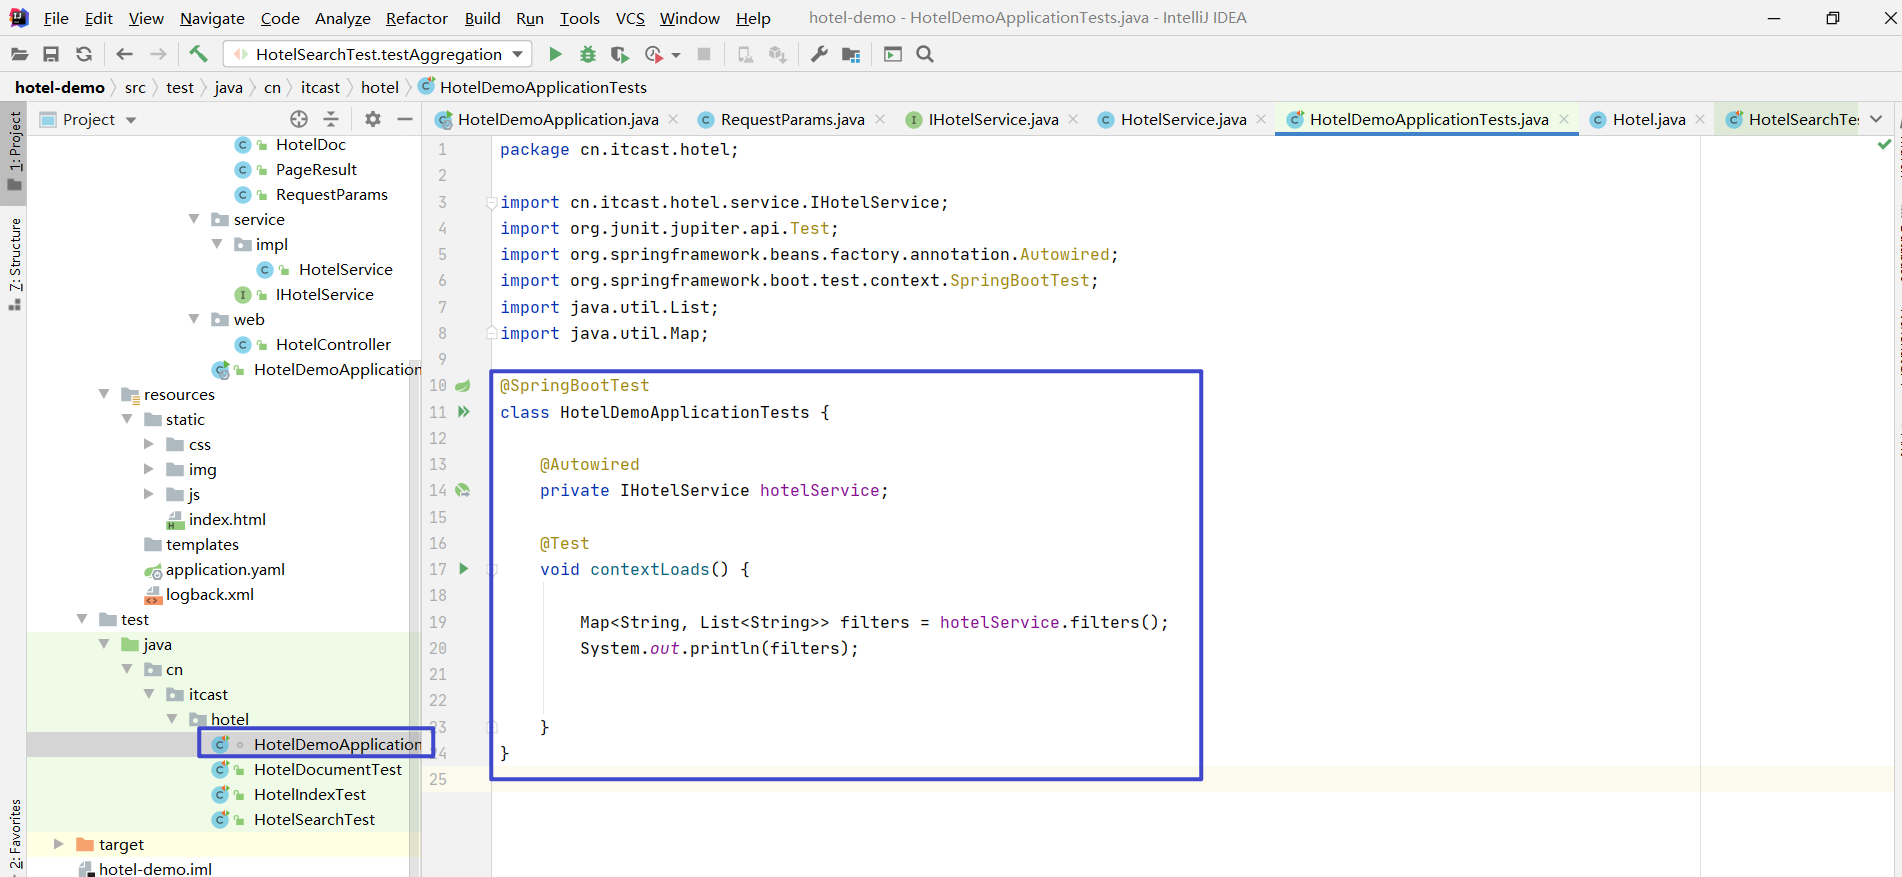 File Edit View Navigate Code Analyze Refactor Build Run Tools VCS Window Help hotel-demo - HotelDemoApplicationTests.java - IntelliJ IDEA
HotelSearchTest.testAggregation
hotel-demo src test java cn itcast hotel HotelDemoApplicationTests
1: Project
7: Structure
2: Favorites
Project
HotelDoc
PageResult
RequestParams
service
impl
HotelService
IHotelService
web
HotelController
HotelDemoApplication
resources
static
css
img
js
index.html
templates
application.yaml
logback.xml
test
java
cn
itcast
hotel
HotelDemoApplication
HotelDocumentTest
HotelIndexTest
HotelSearchTest
target
hotel-demo.iml
HotelDemoApplication.java RequestParams.java IHotelService.java HotelService.java HotelDemoApplicationTests.java Hotel.java HotelSearchTe
1 package cn.itcast.hotel;
2
3 import cn.itcast.hotel.service.IHotelService;
4 import org.junit.jupiter.api.Test;
5 import org.springframework.beans.factory.annotation.Autowired;
6 import org.springframework.boot.test.context.SpringBootTest;
7 import java.util.List;
8 import java.util.Map;
9
10 @SpringBootTest
11 class HotelDemoApplicationTests {
12
13 @Autowired
14 private IHotelService hotelService;
15
16 @Test
17 void contextLoads() {
18
19 Map<String, List<String>> filters = hotelService.filters();
20 System.out.println(filters);
21
22
23 }
24 }
25